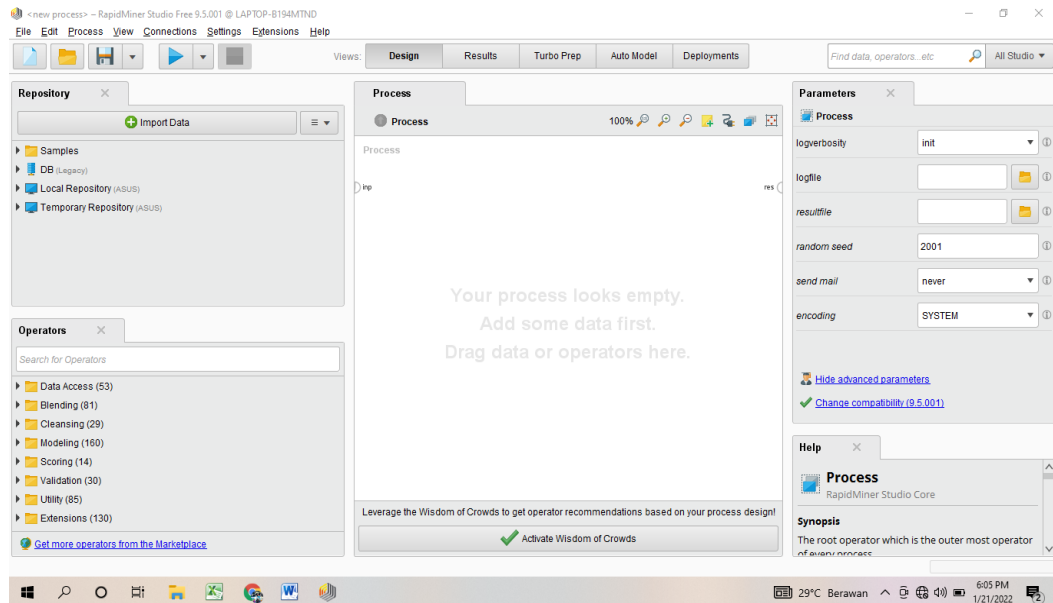 <new process> – RapidMiner Studio Free 9.5.001 @ LAPTOP-B194MTND
File Edit Process View Connections Settings Extensions Help
Views: Design Results Turbo Prep Auto Model Deployments
Find data, operators...etc All Studio
Repository
Import Data
Samples
DB (Legacy)
Local Repository (ASUS)
Temporary Repository (ASUS)
Operators
Search for Operators
Data Access (53)
Blending (81)
Cleansing (29)
Modeling (160)
Scoring (14)
Validation (30)
Utility (85)
Extensions (130)
Get more operators from the Marketplace
Process
Process
100%
Process
inp
res
Your process looks empty.
Add some data first.
Drag data or operators here.
Leverage the Wisdom of Crowds to get operator recommendations based on your process design!
Activate Wisdom of Crowds
Parameters
Process
logverbosity init
logfile
resultfile
random seed 2001
send mail never
encoding SYSTEM
Hide advanced parameters
Change compatibility (9.5.001)
Help
Process
RapidMiner Studio Core
Synopsis
The root operator which is the outer most operator
of every process
29°C Berawan
6:05 PM
1/21/2022
2